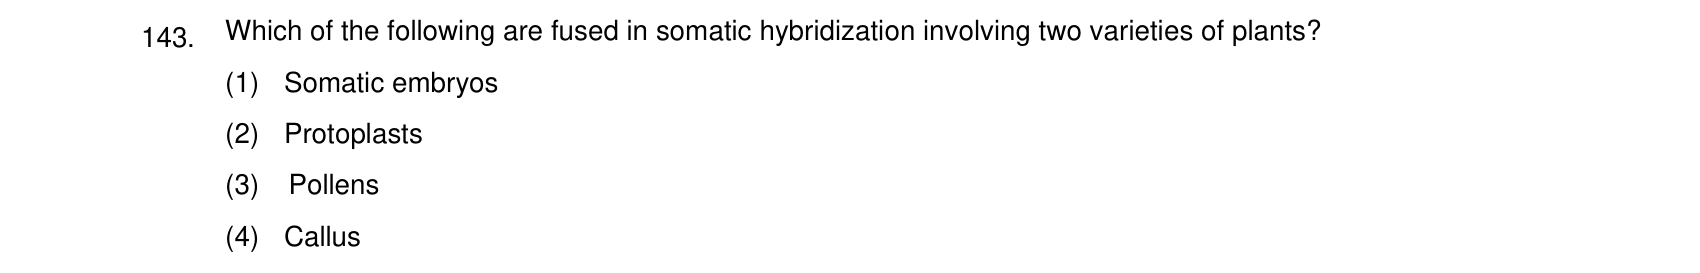 143. Which of the following are fused in somatic hybridization involving two varieties of plants?
(1) Somatic embryos
(2) Protoplasts
(3) Pollens
(4) Callus